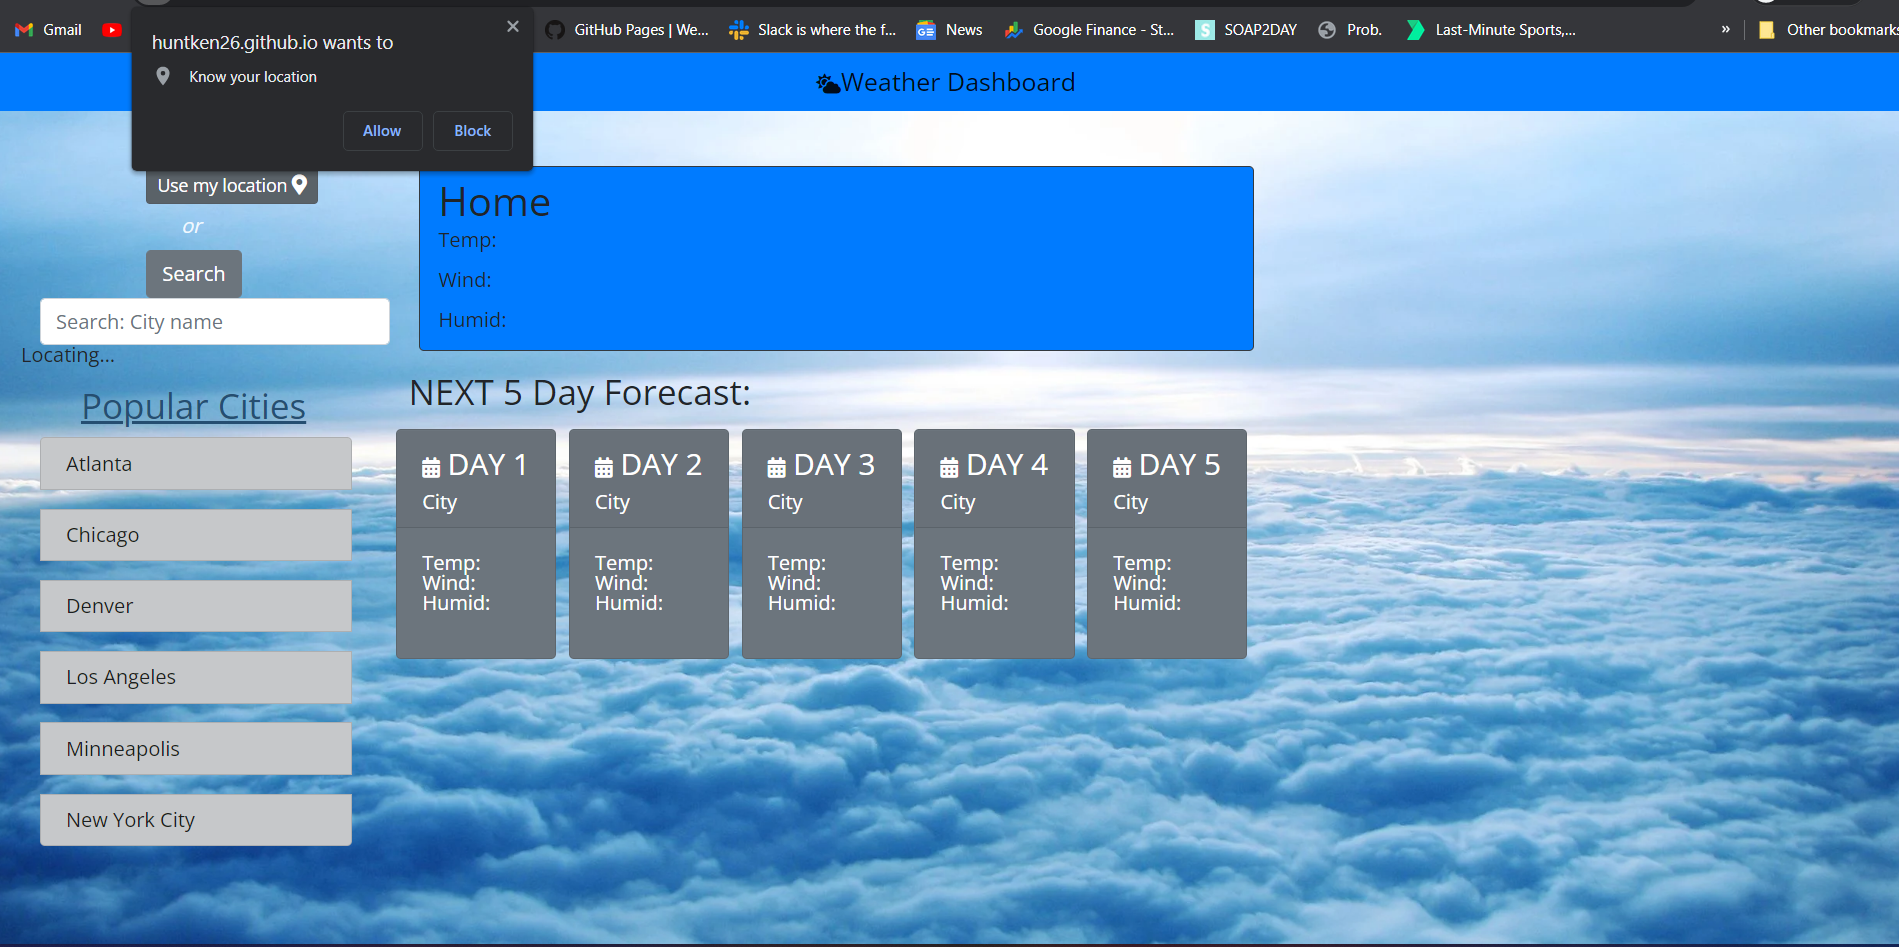 Gmail
GitHub Pages | We...
Slack is where the f...
News
Google Finance - St...
SOAP2DAY
Prob.
Last-Minute Sports,...
»
Other bookmarks
huntken26.github.io wants to
Know your location
Allow
Block
Weather Dashboard
Use my location
or
Search
Search: City name
Locating...
Popular Cities
Atlanta
Chicago
Denver
Los Angeles
Minneapolis
New York City
Home
Temp:
Wind:
Humid:
NEXT 5 Day Forecast:
DAY 1
City
Temp:
Wind:
Humid:
DAY 2
City
Temp:
Wind:
Humid:
DAY 3
City
Temp:
Wind:
Humid:
DAY 4
City
Temp:
Wind:
Humid:
DAY 5
City
Temp:
Wind:
Humid: